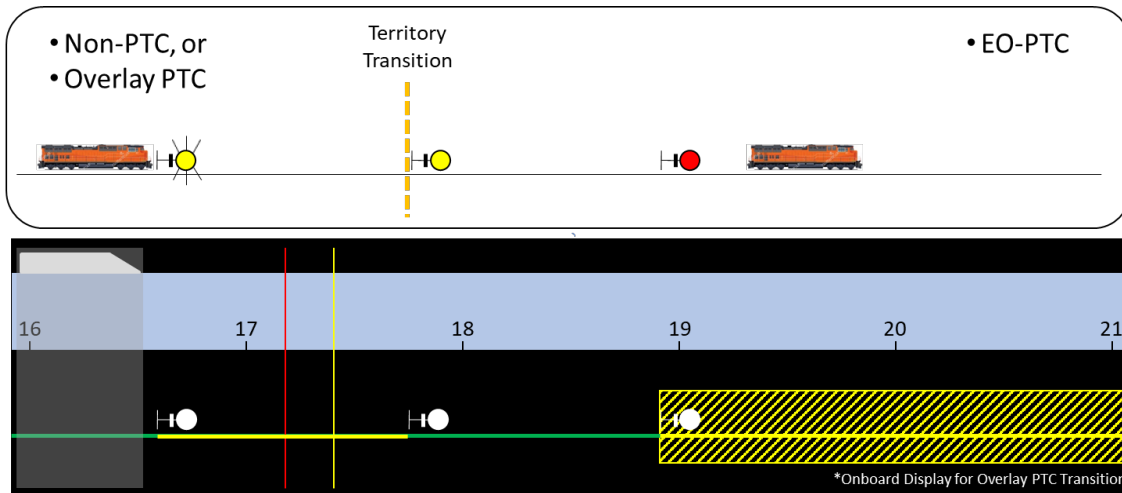 • Non-PTC, or
• Overlay PTC
Territory
Transition
• EO-PTC
16 17 18 19 20 21
*Onboard Display for Overlay PTC Transition